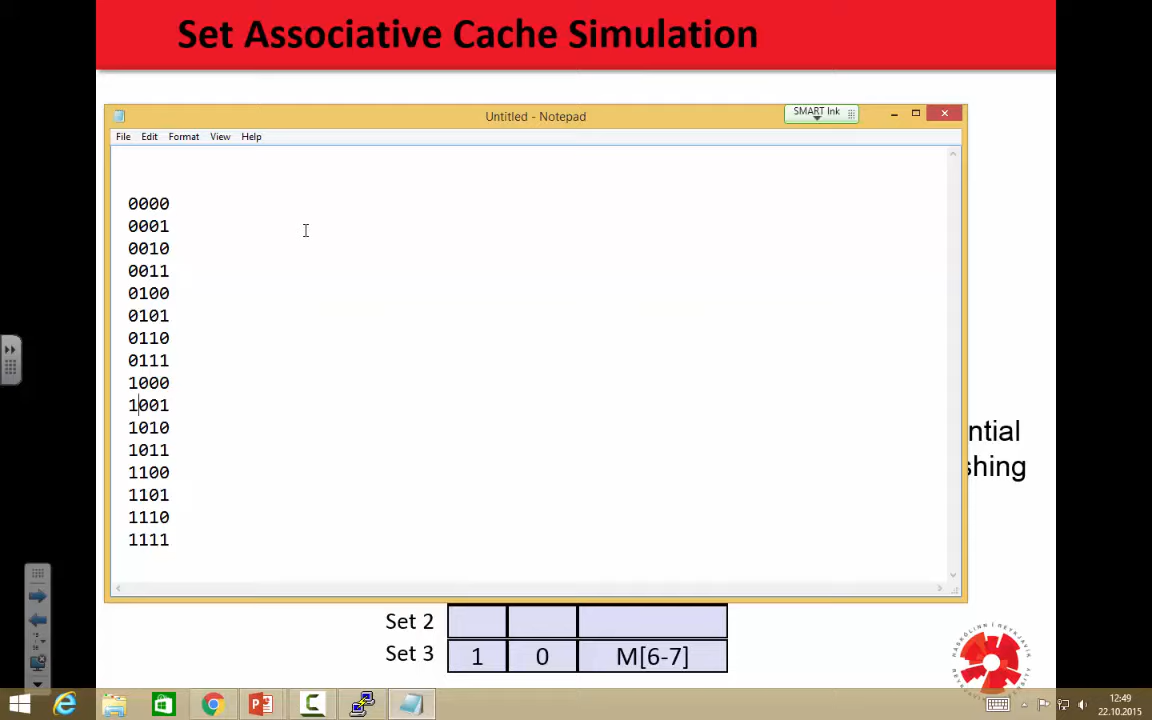 Set Associative Cache Simulation
Untitled - Notepad
SMART Ink
File Edit Format View Help
0000
0001
0010
0011
0100
0101
0110
0111
1000
1001
1010
1011
1100
1101
1110
1111
ntial
shing
Set 2
Set 3 1 0 M[6-7]
HÁSKÓLINN Í REYKJAVÍK
12:49
22.10.2015